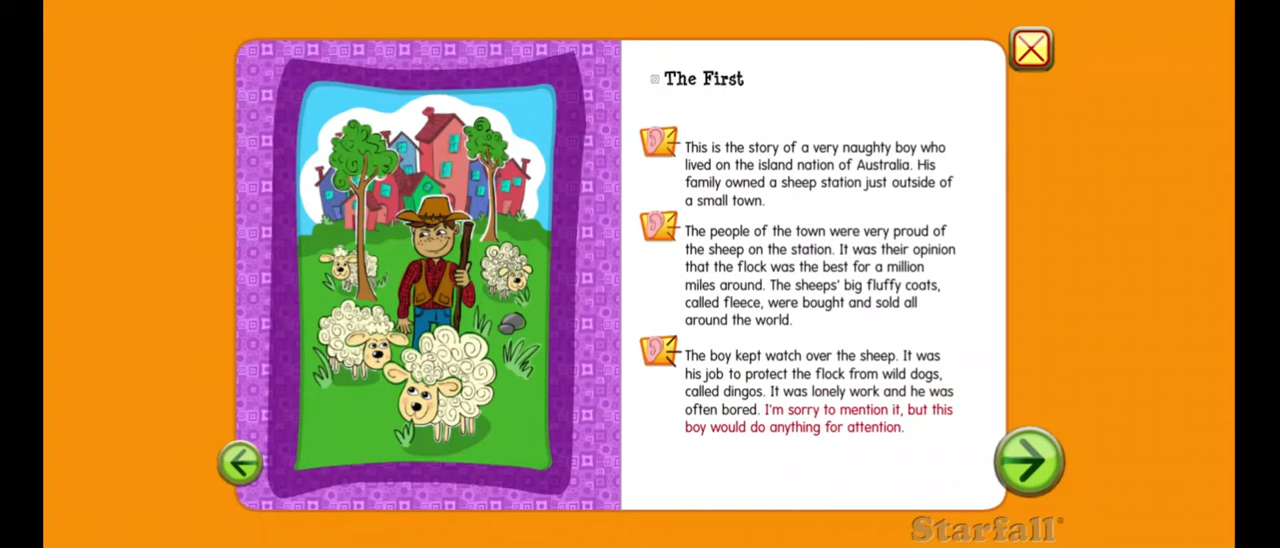 The First
This is the story of a very naughty boy who
lived on the island nation of Australia. His
family owned a sheep station just outside of
a small town.
The people of the town were very proud of
the sheep on the station. It was their opinion
that the flock was the best for a million
miles around. The sheeps' big fluffy coats,
called fleece, were bought and sold all
around the world.
The boy kept watch over the sheep. It was
his job to protect the flock from wild dogs,
called dingos. It was lonely work and he was
often bored. I'm sorry to mention it, but this
boy would do anything for attention.
Starfall®